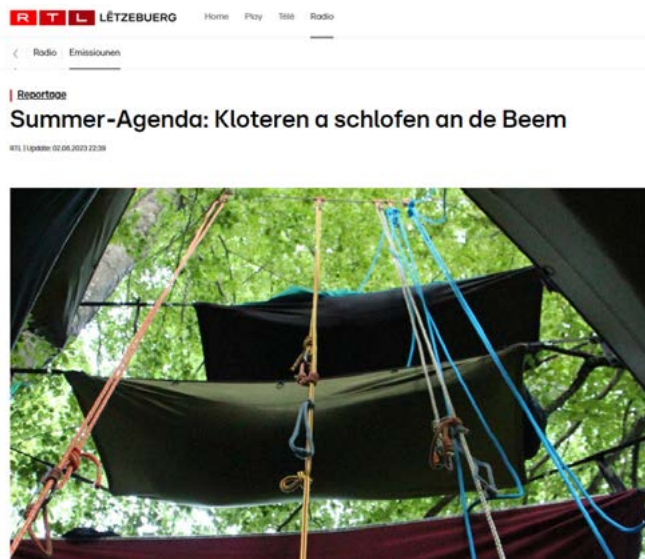 RTL LËTZEBUERG Home Play Télé Radio
Radio Emissiounen
Reportage
Summer-Agenda: Kloteren a schlofen an de Beem
RTL | Update: 02.08.2023 22:39